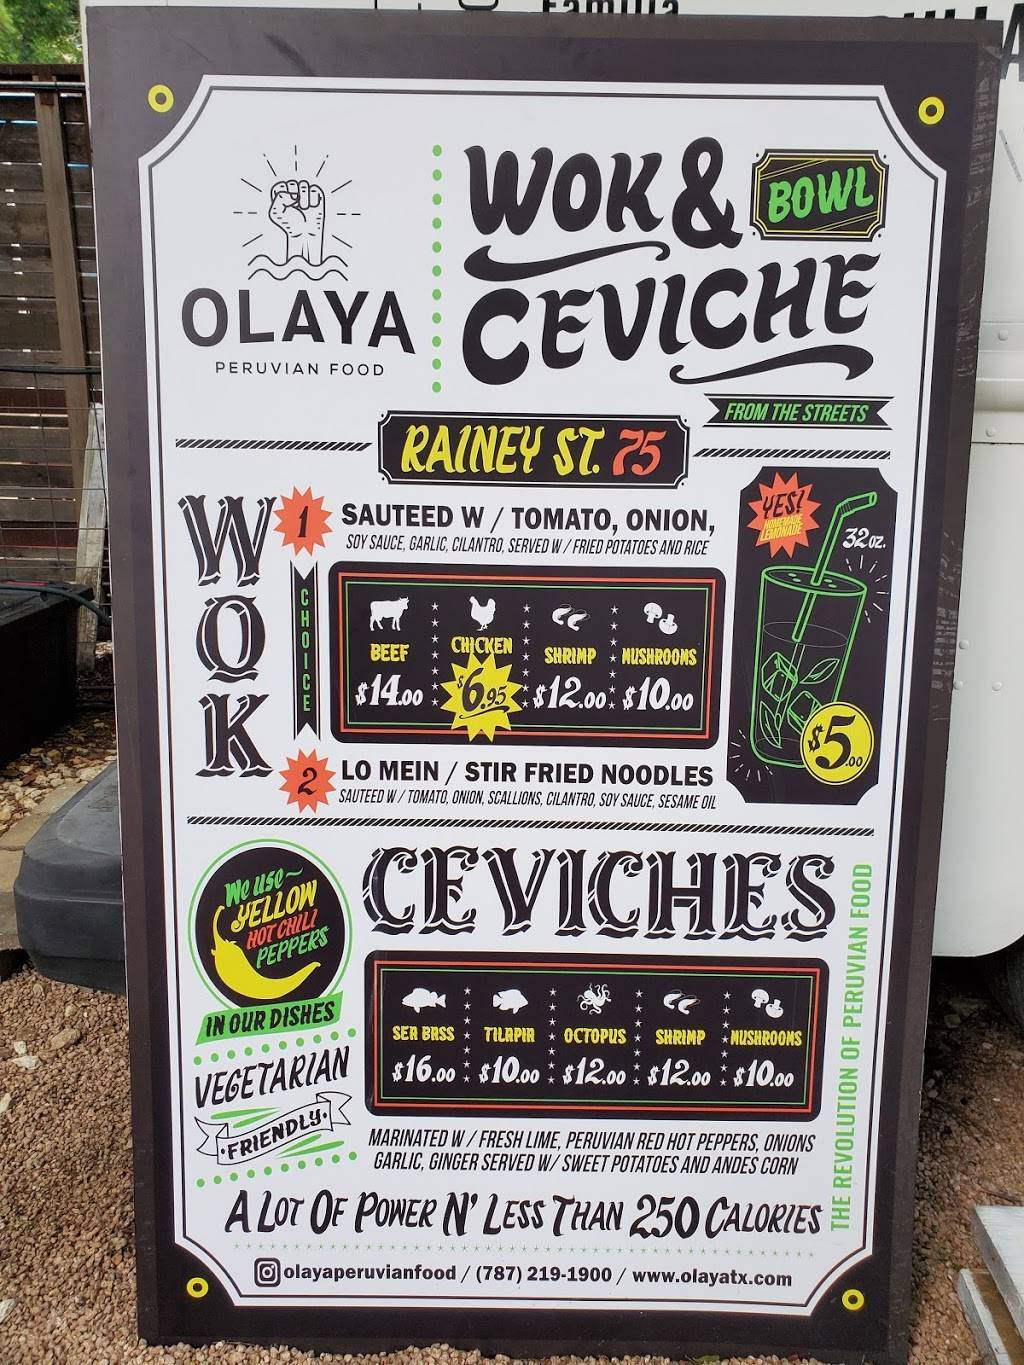 Familia
OLAYA
PERUVIAN FOOD
WOK &
BOWL
CEVICHE
FROM THE STREETS
RAINEY ST. 75
WOK
1
CHOICE
2
SAUTEED W / TOMATO, ONION,
SOY SAUCE, GARLIC, CILANTRO, SERVED W / FRIED POTATOES AND RICE
BEEF
$14.00
CHICKEN
$6.95
SHRIMP
$12.00
MUSHROOMS
$10.00
LO MEIN / STIR FRIED NOODLES
SAUTEED W / TOMATO, ONION, SCALLIONS, CILANTRO, SOY SAUCE, SESAME OIL
YES!
HOMEMADE
LEMONADE
32 OZ.
$5.00
We use~
YELLOW
HOT CHILI
PEPPERS
IN OUR DISHES
VEGETARIAN
·FRIENDLY·
CEVICHES
SEA BASS
$16.00
TILAPIA
$10.00
OCTOPUS
$12.00
SHRIMP
$12.00
MUSHROOMS
$10.00
MARINATED W / FRESH LIME, PERUVIAN RED HOT PEPPERS, ONIONS
GARLIC, GINGER SERVED W/ SWEET POTATOES AND ANDES CORN
THE REVOLUTION OF PERUVIAN FOOD
A LOT OF POWER N' LESS THAN 250 CALORIES
olayaperuvianfood / (787) 219-1900 / www.olayatx.com